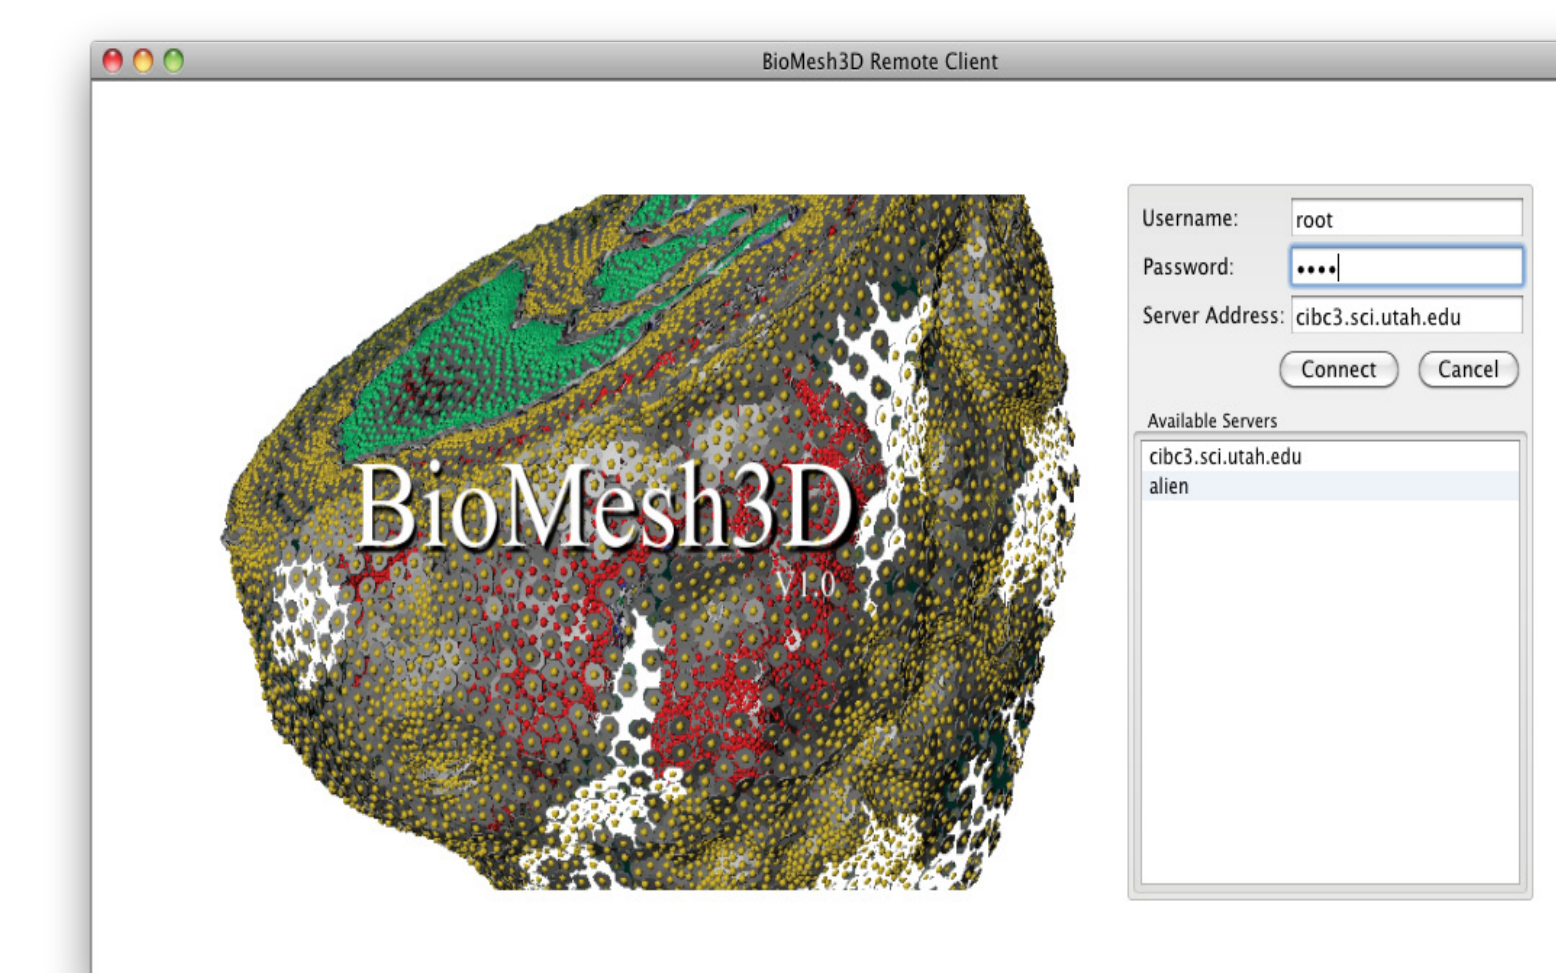 BioMesh3D Remote Client
BioMesh3D
V1.0
Username: root
Password: ••••
Server Address: cibc3.sci.utah.edu
Connect Cancel
Available Servers
cibc3.sci.utah.edu
alien